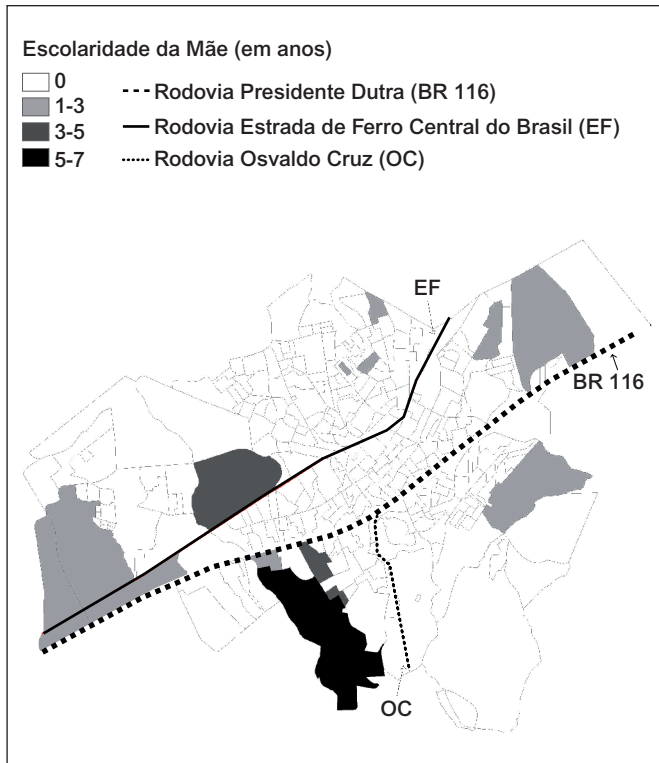 Escolaridade da Mãe (em anos)
0
1-3
3-5
5-7
Rodovia Presidente Dutra (BR 116)
Rodovia Estrada de Ferro Central do Brasil (EF)
Rodovia Osvaldo Cruz (OC)
EF
BR 116
OC